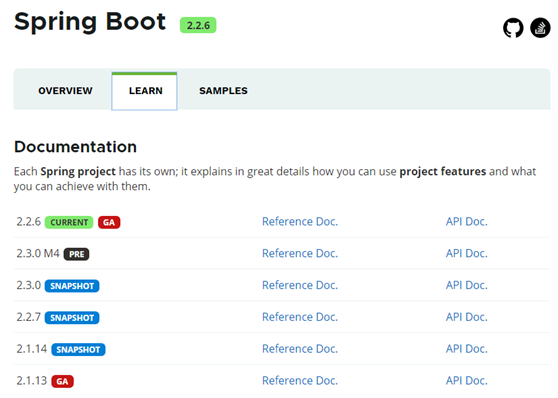 Spring Boot 2.2.6
OVERVIEW LEARN SAMPLES
Documentation
Each Spring project has its own; it explains in great details how you can use project features and what
you can achieve with them.
2.2.6 CURRENT GA Reference Doc. API Doc.
2.3.0 M4 PRE Reference Doc. API Doc.
2.3.0 SNAPSHOT Reference Doc. API Doc.
2.2.7 SNAPSHOT Reference Doc. API Doc.
2.1.14 SNAPSHOT Reference Doc. API Doc.
2.1.13 GA Reference Doc. API Doc.